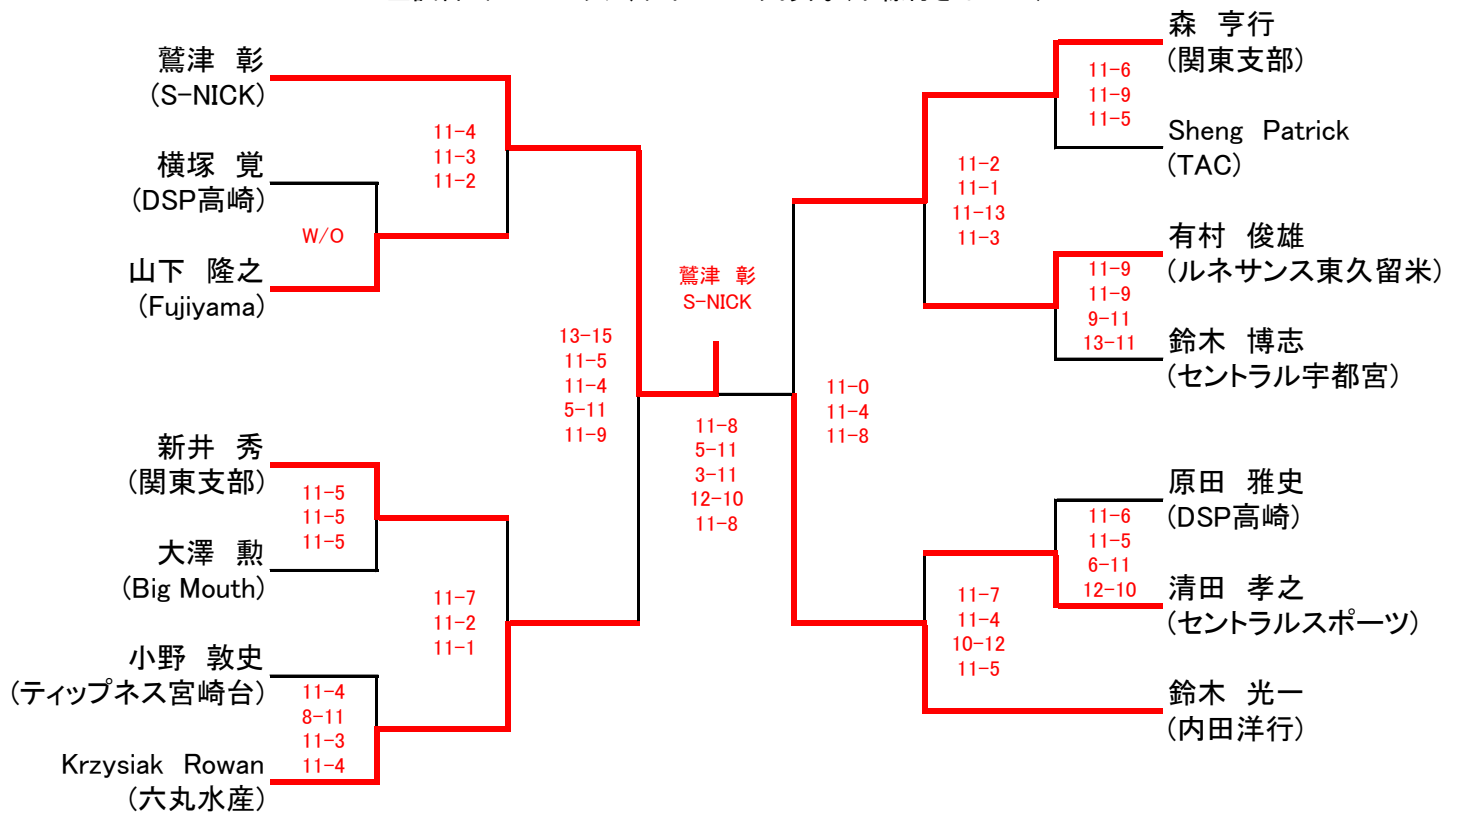 鷲津　彰
(S-NICK)
11-4
11-3
11-2
横塚　覚
(DSP高崎)
W/O
山下　隆之
(Fujiyama)
13-15
11-5
11-4
5-11
11-9
新井　秀
(関東支部)
11-5
11-5
11-5
大澤　勲
(Big Mouth)
11-7
11-2
11-1
小野　敦史
(ティップネス宮崎台)
11-4
8-11
11-3
11-4
Krzysiak Rowan
(六丸水産)
鷲津　彰
S-NICK
11-8
5-11
3-11
12-10
11-8
森　亨行
(関東支部)
11-6
11-9
11-5
Sheng Patrick
(TAC)
11-2
11-1
11-13
11-3
有村　俊雄
(ルネサンス東久留米)
11-9
11-9
9-11
13-11
鈴木　博志
(セントラル宇都宮)
11-0
11-4
11-8
原田　雅史
(DSP高崎)
11-6
11-5
6-11
12-10
清田　孝之
(セントラルスポーツ)
11-7
11-4
10-12
11-5
鈴木　光一
(内田洋行)